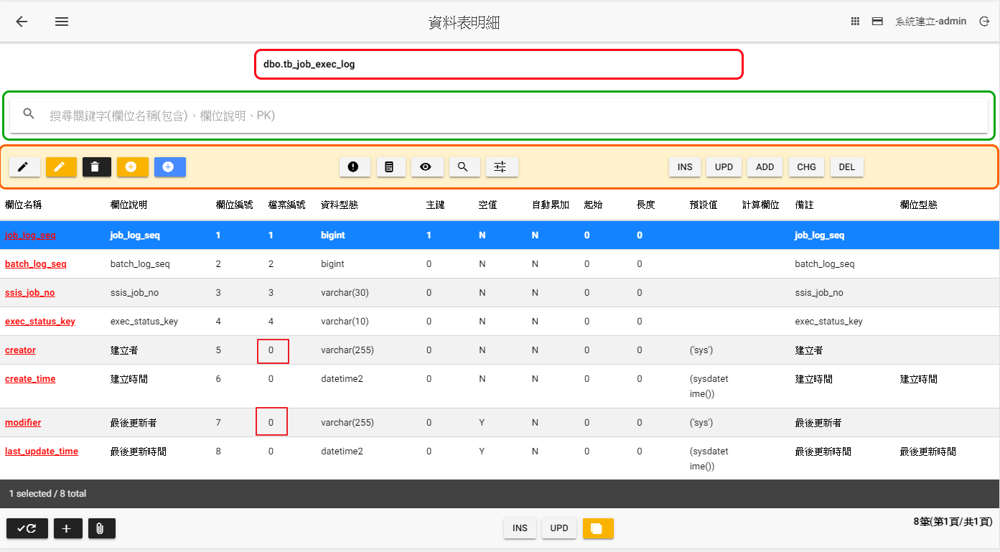 資料表明細
系統建立-admin
dbo.tb_job_exec_log
搜尋關鍵字(欄位名稱(包含)、欄位說明、PK)
INS UPD ADD CHG DEL
欄位名稱 欄位說明 欄位編號 檔案編號 資料型態 主鍵 空值 自動累加 起始 長度 預設值 計算欄位 備註 欄位型態
job_log_seq job_log_seq 1 1 bigint 1 N N 0 0 job_log_seq
batch_log_seq batch_log_seq 2 2 bigint 0 N N 0 0 batch_log_seq
ssis_job_no ssis_job_no 3 3 varchar(30) 0 N N 0 0 ssis_job_no
exec_status_key exec_status_key 4 4 varchar(10) 0 N N 0 0 exec_status_key
creator 建立者 5 0 varchar(255) 0 N N 0 0 ('sys') 建立者
create_time 建立時間 6 0 datetime2 0 N N 0 0 (sysdatet 建立時間 建立時間
ime())
modifier 最後更新者 7 0 varchar(255) 0 Y N 0 0 ('sys') 最後更新者
last_update_time 最後更新時間 8 0 datetime2 0 Y N 0 0 (sysdatet 最後更新時間 最後更新時間
ime())
1 selected / 8 total
INS UPD
8筆(第1頁/共1頁)